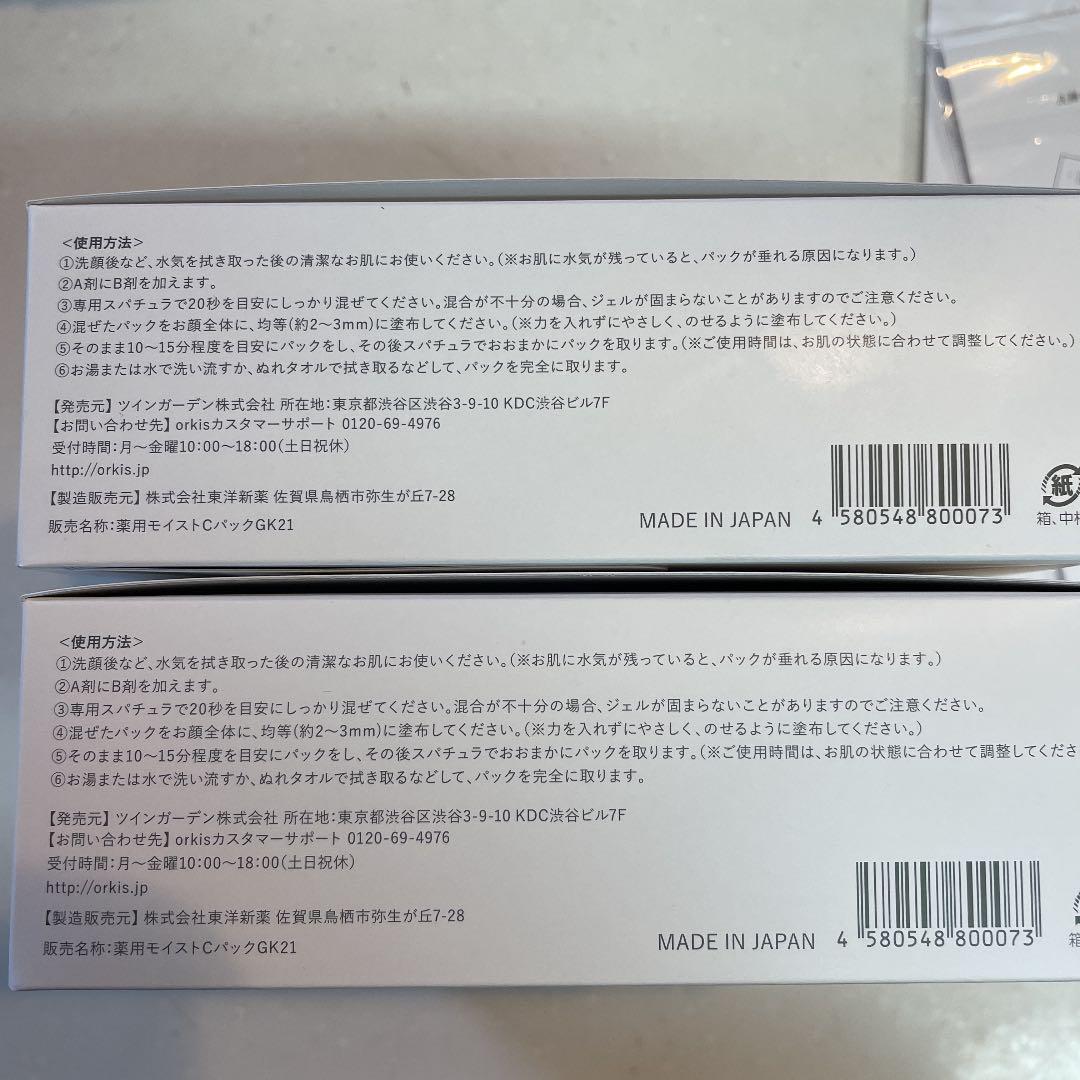 <使用方法>
①洗顔後など、水気を拭き取った後の清潔なお肌にお使いください。(※お肌に水気が残っていると、パックが垂れる原因になります。)
②A剤にB剤を加えます。
③専用スパチュラで20秒を目安にしっかり混ぜてください。混合が不十分の場合、ジェルが固まらないことがありますのでご注意ください。
④混ぜたパックをお顔全体に、均等(約2〜3mm)に塗布してください。(※力を入れずにやさしく、のせるように塗布してください。)
⑤そのまま10〜15分程度を目安にパックをし、その後スパチュラでおおまかにパックを取ります。(※ご使用時間は、お肌の状態に合わせて調整してください。)
⑥お湯または水で洗い流すか、ぬれタオルで拭き取るなどして、パックを完全に取ります。
【発売元】ツインガーデン株式会社 所在地:東京都渋谷区渋谷3-9-10 KDC渋谷ビル7F
【お問い合わせ先】orkisカスタマーサポート 0120-69-4976
受付時間:月〜金曜10:00〜18:00(土日祝休)
http://orkis.jp
【製造販売元】株式会社東洋新薬 佐賀県鳥栖市弥生が丘7-28
販売名称:薬用モイストCパックGK21
MADE IN JAPAN
4 580548 800073
紙
箱、中
<使用方法>
①洗顔後など、水気を拭き取った後の清潔なお肌にお使いください。(※お肌に水気が残っていると、パックが垂れる原因になります。)
②A剤にB剤を加えます。
③専用スパチュラで20秒を目安にしっかり混ぜてください。混合が不十分の場合、ジェルが固まらないことがありますのでご注意ください。
④混ぜたパックをお顔全体に、均等(約2〜3mm)に塗布してください。(※力を入れずにやさしく、のせるように塗布してください。)
⑤そのまま10〜15分程度を目安にパックをし、その後スパチュラでおおまかにパックを取ります。(※ご使用時間は、お肌の状態に合わせて調整してくださ
⑥お湯または水で洗い流すか、ぬれタオルで拭き取るなどして、パックを完全に取ります。
【発売元】ツインガーデン株式会社 所在地:東京都渋谷区渋谷3-9-10 KDC渋谷ビル7F
【お問い合わせ先】orkisカスタマーサポート 0120-69-4976
受付時間:月〜金曜10:00〜18:00(土日祝休)
http://orkis.jp
【製造販売元】株式会社東洋新薬 佐賀県鳥栖市弥生が丘7-28
販売名称:薬用モイストCパックGK21
MADE IN JAPAN
4 580548 800073
箱